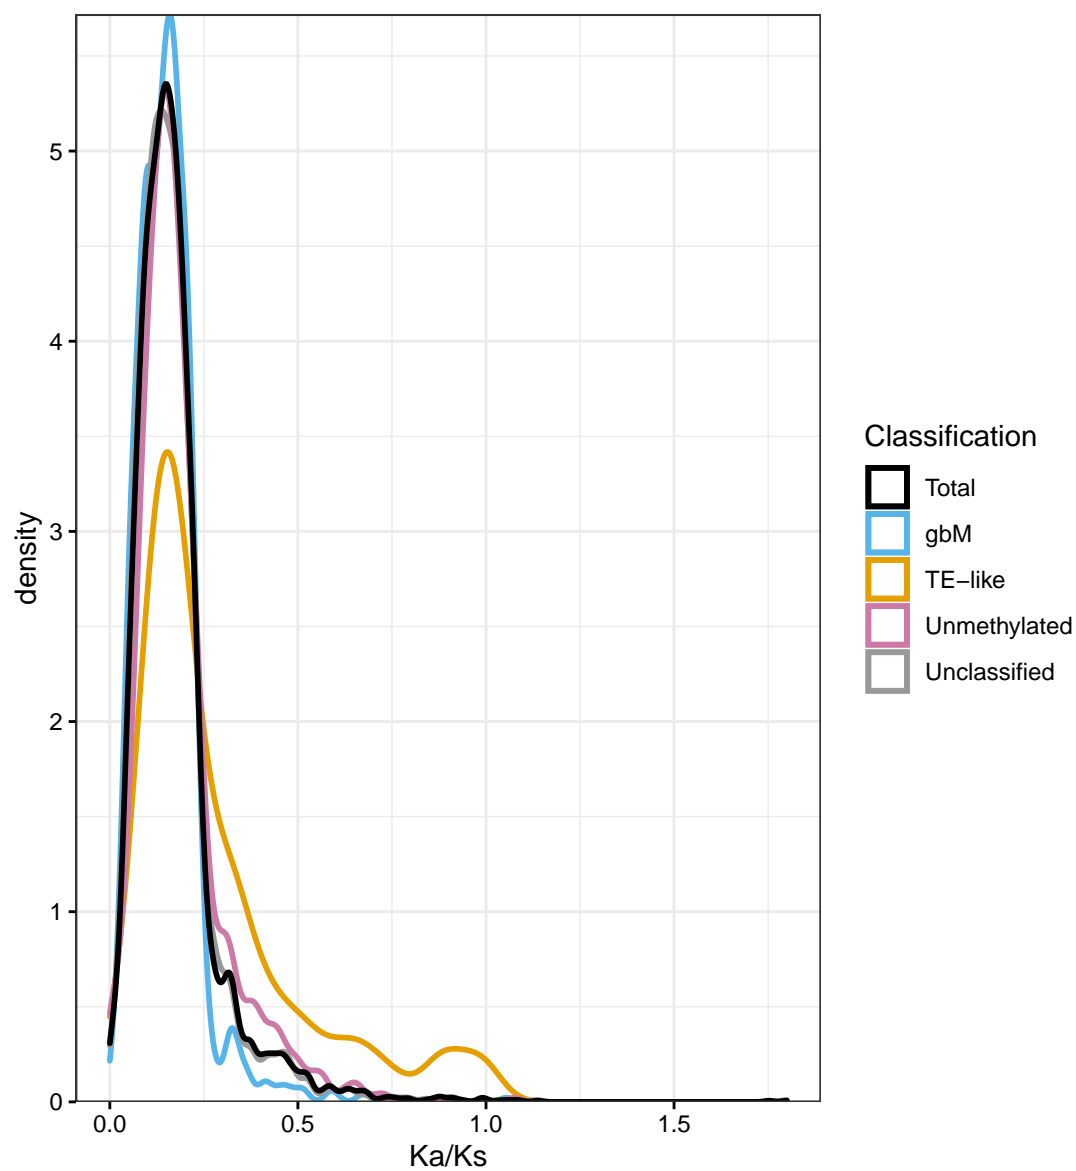 5
4
3
2
1
0
density
0.0 0.5 1.0 1.5
Ka/Ks
Classification
Total
gbM
TE−like
Unmethylated
Unclassified